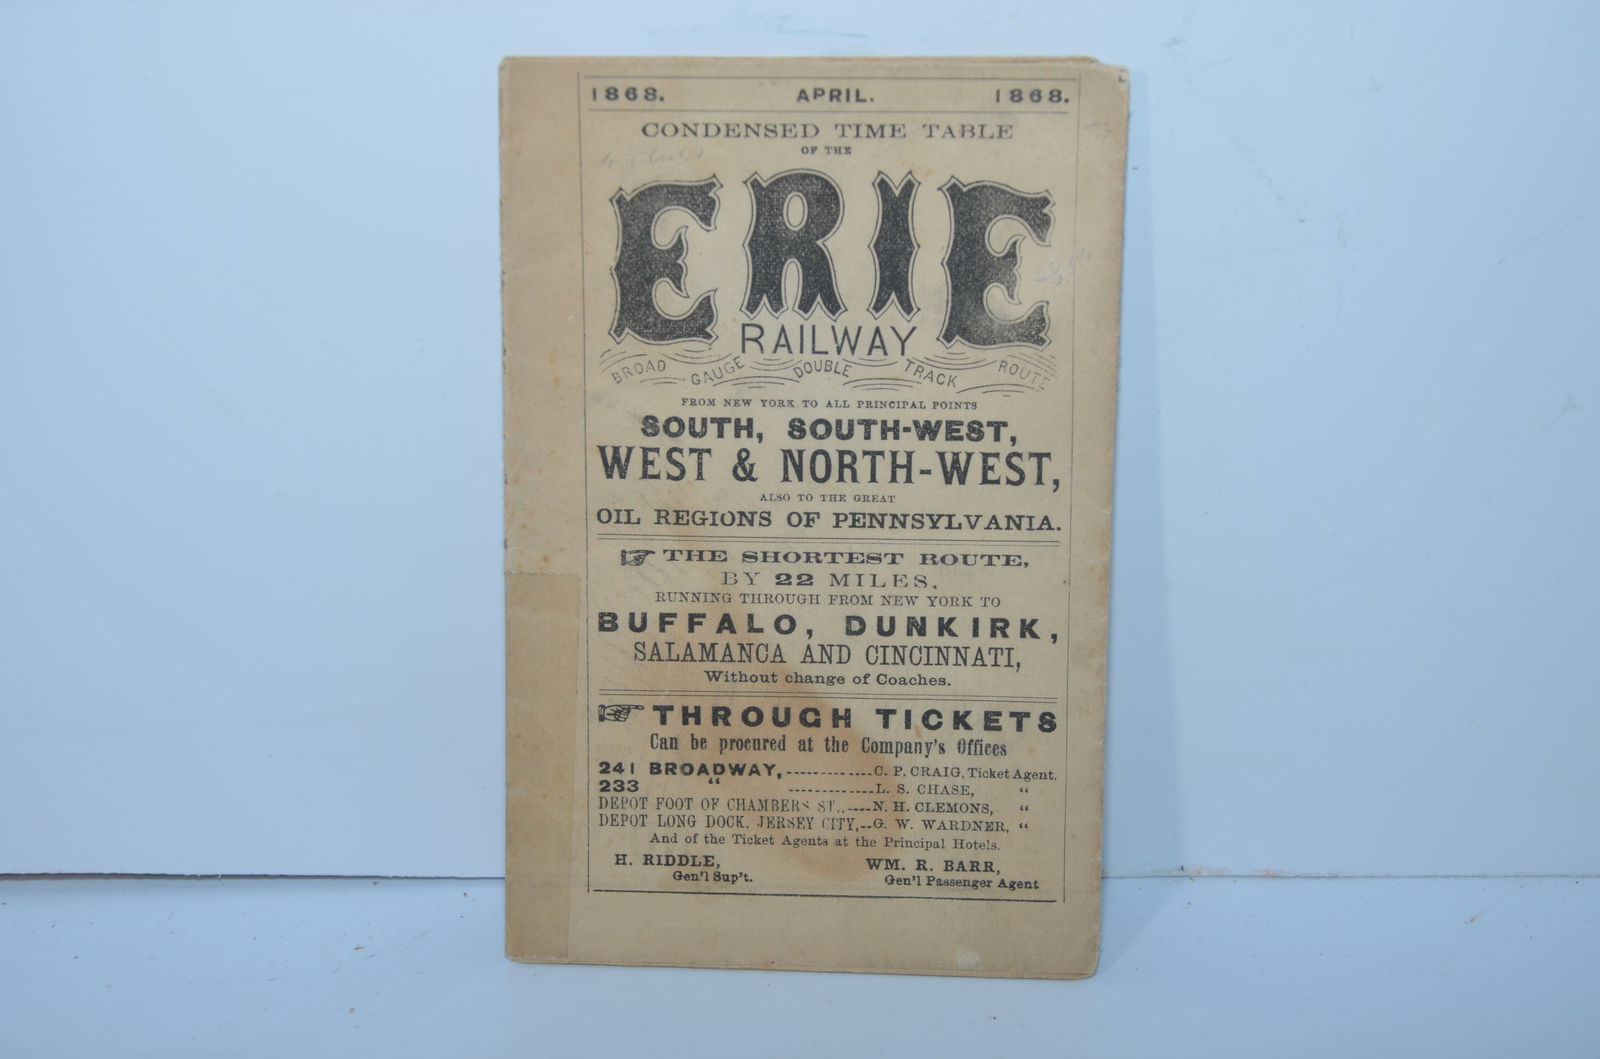 1868. APRIL. 1868.
CONDENSED TIME TABLE
OF THE
ERIE
RAILWAY
BROAD GAUGE DOUBLE TRACK ROUTE
FROM NEW YORK TO ALL PRINCIPAL POINTS
SOUTH, SOUTH-WEST,
WEST & NORTH-WEST,
ALSO TO THE GREAT
OIL REGIONS OF PENNSYLVANIA.
THE SHORTEST ROUTE,
BY 22 MILES,
RUNNING THROUGH FROM NEW YORK TO
BUFFALO, DUNKIRK,
SALAMANCA AND CINCINNATI,
Without change of Coaches.
THROUGH TICKETS
Can be procured at the Company's Offices
241 BROADWAY,------------C. P. CRAIG, Ticket Agent.
233 “ ------------L. S. CHASE, “
DEPOT FOOT OF CHAMBERS ST.,----N. H. CLEMONS, “
DEPOT LONG DOCK, JERSEY CITY,--G. W. WARDNER, “
And of the Ticket Agents at the Principal Hotels.
H. RIDDLE, WM. R. BARR,
Gen'l Sup't. Gen'l Passenger Agent